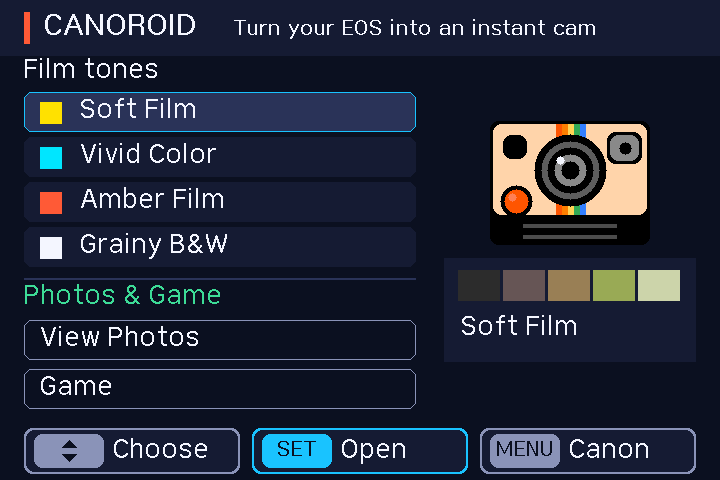 CANOROID
Turn your EOS into an instant cam
Film tones
Soft Film
Vivid Color
Amber Film
Grainy B&W
Photos & Game
View Photos
Game
Soft Film
Choose
SET Open
MENU Canon